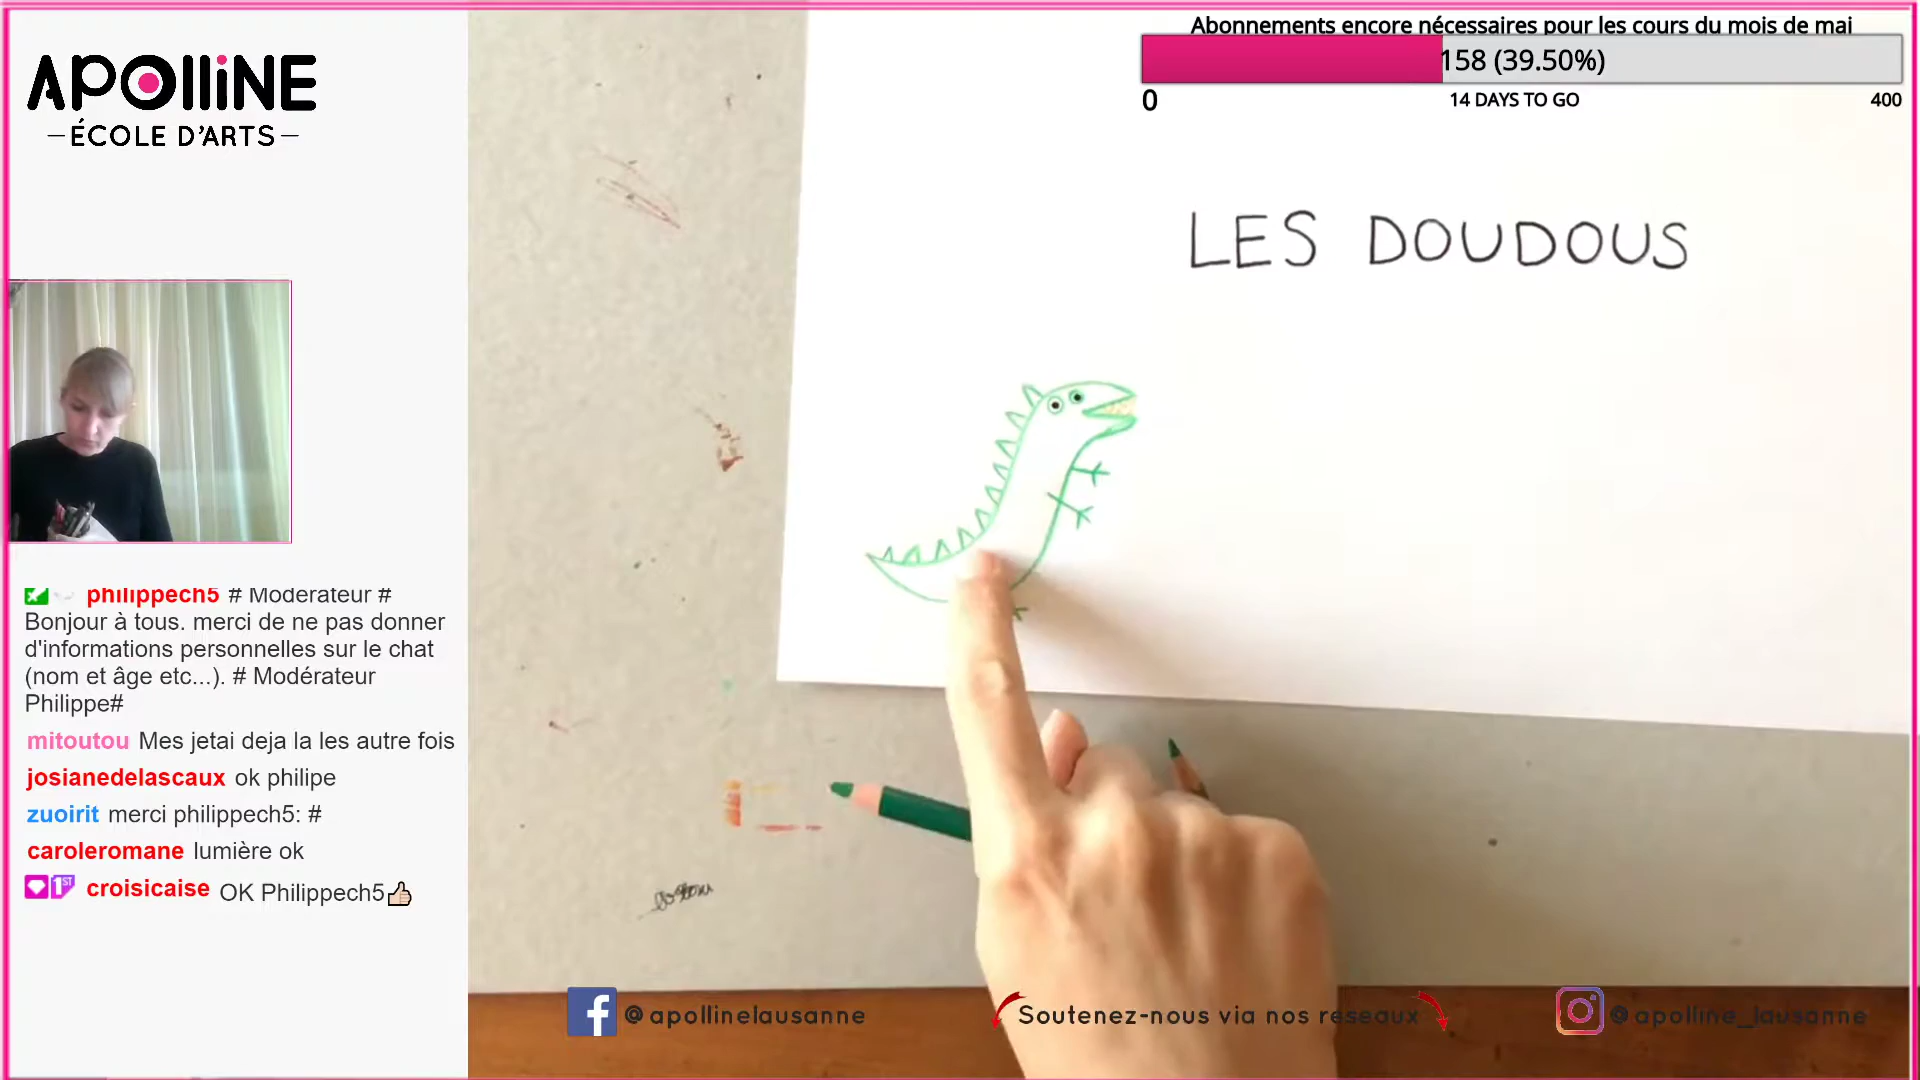 APOLLINE
ÉCOLE D'ARTS
Abonnements encore nécessaires pour les cours du mois de mai
158 (39.50%)
0
14 DAYS TO GO
400
LES DOUDOUS
philippech5 # Modérateur #
Bonjour à tous. merci de ne pas donner
d'informations personnelles sur le chat
(nom et âge etc...). # Modérateur
Philippe#
mitoutou Mes jetai deja la les autre fois
josianedelascaux ok philipe
zuoirit merci philippech5: #
caroleromane lumière ok
1ST croisicaise OK Philippech5
@apollinelausanne
Soutenez-nous via nos reseaux
@apolline_lausanne